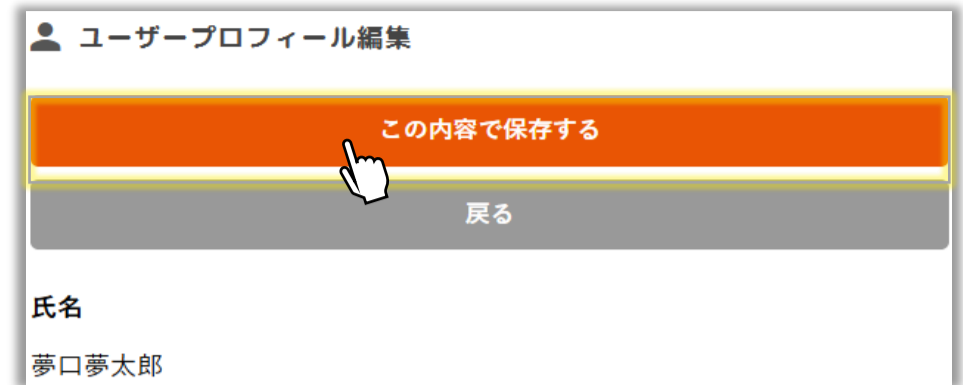 ユーザープロフィール編集
この内容で保存する
戻る
氏名
夢口夢太郎